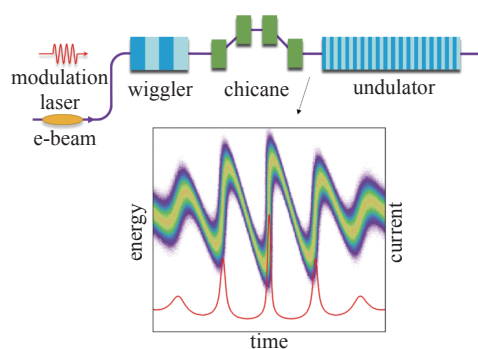 modulation
laser
e-beam
wiggler
chicane
undulator
energy
current
time